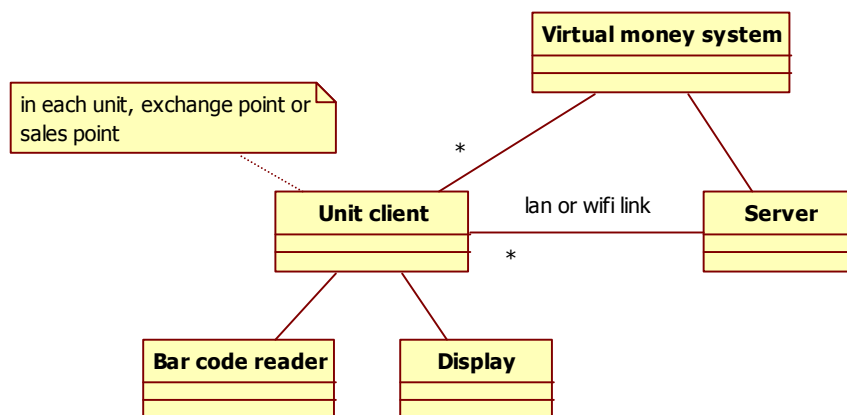 Virtual money system
in each unit, exchange point or
sales point
*
Unit client
lan or wifi link
Server
*
Bar code reader
Display